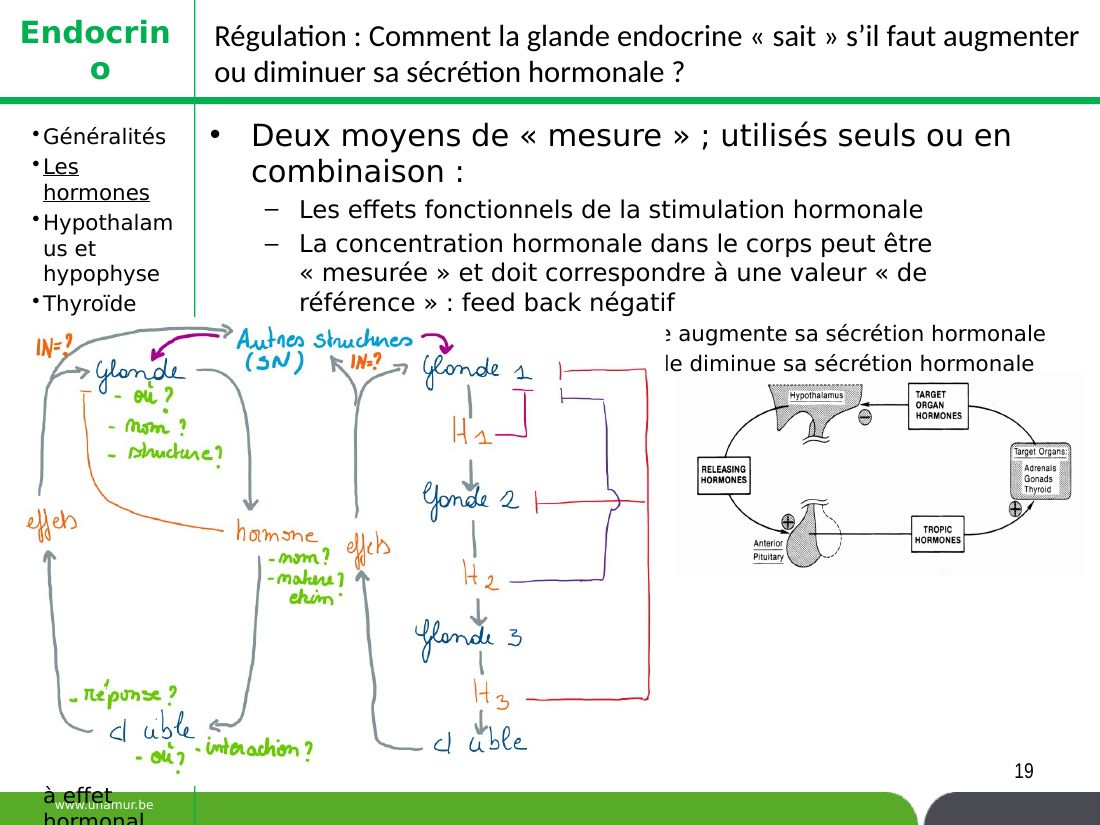 Endocrin
o
Régulation : Comment la glande endocrine « sait » s’il faut augmenter
ou diminuer sa sécrétion hormonale ?
•Généralités
•Les
hormones
•Hypothalam
us et
hypophyse
•Thyroïde
• Deux moyens de « mesure » ; utilisés seuls ou en
combinaison :
– Les effets fonctionnels de la stimulation hormonale
– La concentration hormonale dans le corps peut être
« mesurée » et doit correspondre à une valeur « de
référence » : feed back négatif
e augmente sa sécrétion hormonale
le diminue sa sécrétion hormonale
IN=?
Glande
- où ?
- nom ?
- structure ?
Autres structures
(SN)
IN=?
effets
hormone
- nom ?
- nature ?
chim
- réponse ?
cl cible
- où ?
- interaction ?
effets
Glande 1
H1
Glande 2
H2
Glande 3
H3
cl cible
Hypothalamus
TARGET
ORGAN
HORMONES
RELEASING
HORMONES
Target Organs:
Adrenals
Gonads
Thyroid
Anterior
Pituitary
TROPIC
HORMONES
19
à effet
hormonal
www.unamur.be